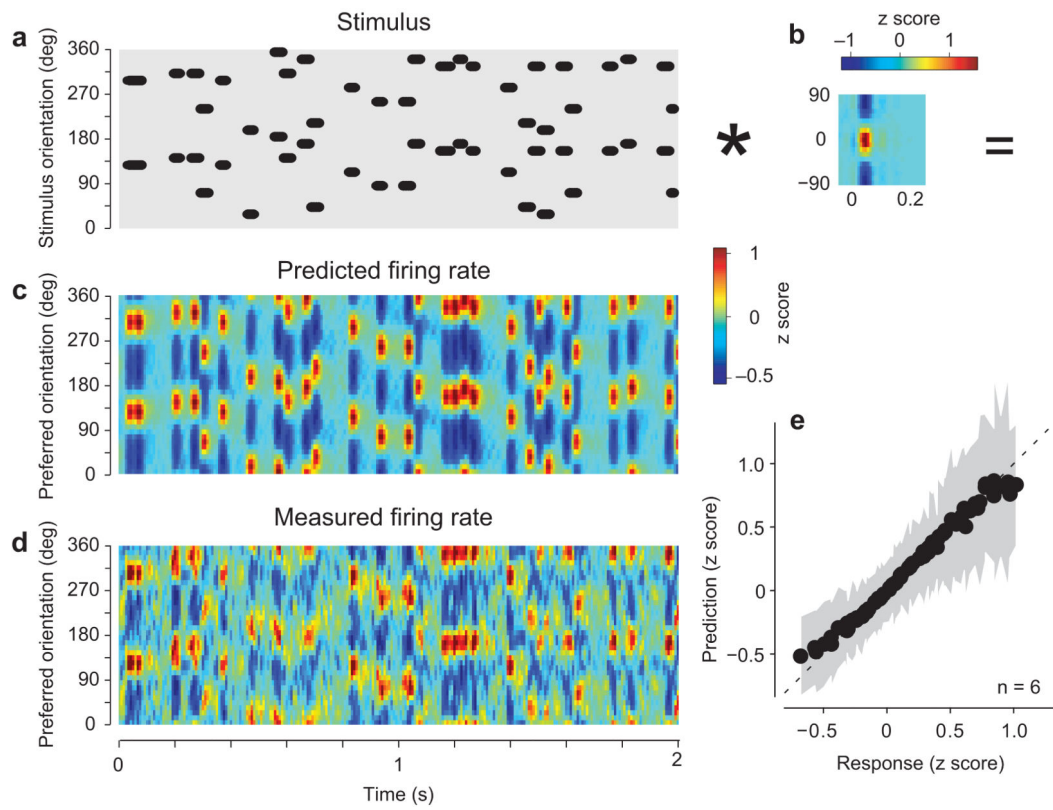 a
Stimulus
Stimulus orientation (deg)
360
270
180
90
0
*
b
z score
−1 0 1
90
0
−90
0 0.2
=
c
Predicted firing rate
Preferred orientation (deg)
360
270
180
90
0
1
0
−0.5
z score
d
Measured firing rate
Preferred orientation (deg)
360
270
180
90
0
0 1 2
Time (s)
e
Prediction (z score)
1.0
0.5
0
−0.5
n = 6
−0.5 0 0.5 1.0
Response (z score)